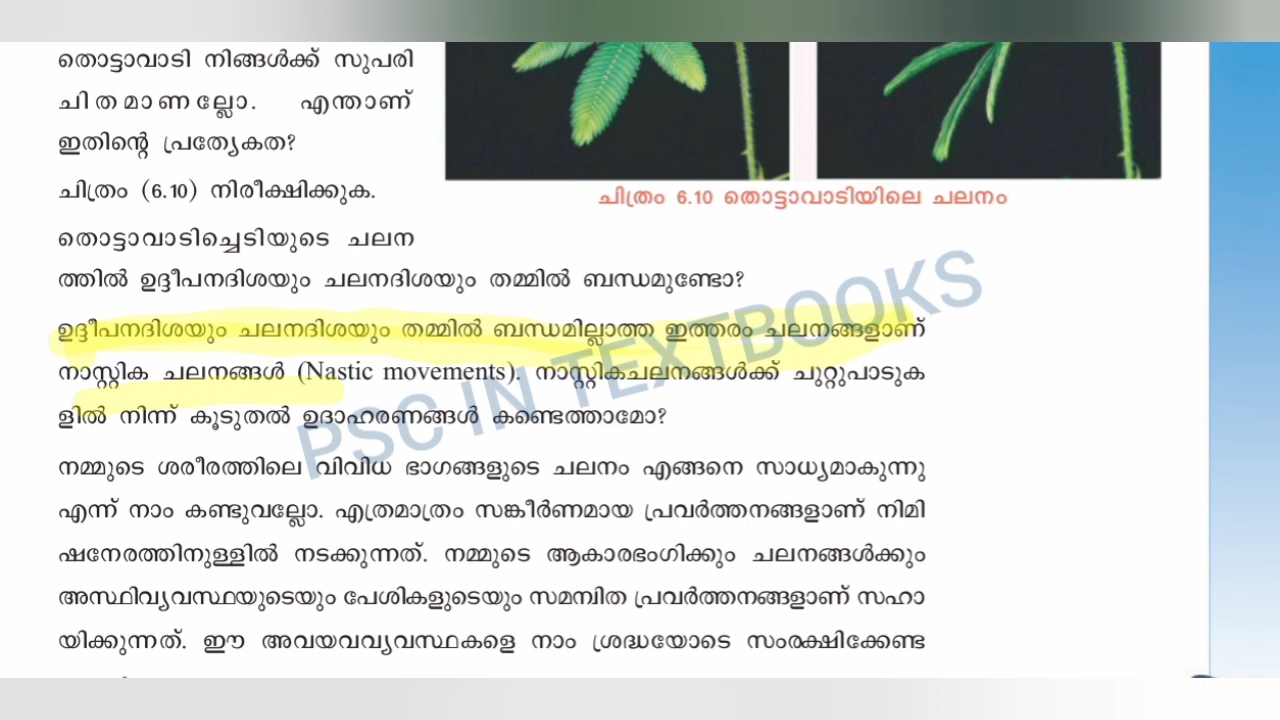 തൊട്ടാവാടി നിങ്ങൾക്ക് സുപരി
ചിതമാണല്ലോ. എന്താണ്
ഇതിന്റെ പ്രത്യേകത?
ചിത്രം (6.10) നിരീക്ഷിക്കുക.
ചിത്രം 6.10 തൊട്ടാവാടിയിലെ ചലനം
തൊട്ടാവാടിച്ചെടിയുടെ ചലന
ത്തിൽ ഉദ്ദീപനദിശയും ചലനദിശയും തമ്മിൽ ബന്ധമുണ്ടോ?
ഉദ്ദീപനദിശയും ചലനദിശയും തമ്മിൽ ബന്ധമില്ലാത്ത ഇത്തരം ചലനങ്ങളാണ്
നാസ്റ്റിക ചലനങ്ങൾ (Nastic movements). നാസ്റ്റികചലനങ്ങൾക്ക് ചുറ്റുപാടുക
ളിൽ നിന്ന് കൂടുതൽ ഉദാഹരണങ്ങൾ കണ്ടെത്താമോ?
PSC IN TEXTBOOKS
നമ്മുടെ ശരീരത്തിലെ വിവിധ ഭാഗങ്ങളുടെ ചലനം എങ്ങനെ സാധ്യമാകുന്നു
എന്ന് നാം കണ്ടുവല്ലോ. എത്രമാത്രം സങ്കീർണമായ പ്രവർത്തനങ്ങളാണ് നിമി
ഷനേരത്തിനുള്ളിൽ നടക്കുന്നത്. നമ്മുടെ ആകാരഭംഗിക്കും ചലനങ്ങൾക്കും
അസ്ഥിവ്യവസ്ഥയുടെയും പേശികളുടെയും സമന്വിത പ്രവർത്തനങ്ങളാണ് സഹാ
യിക്കുന്നത്. ഈ അവയവവ്യവസ്ഥകളെ നാം ശ്രദ്ധയോടെ സംരക്ഷിക്കേണ്ട